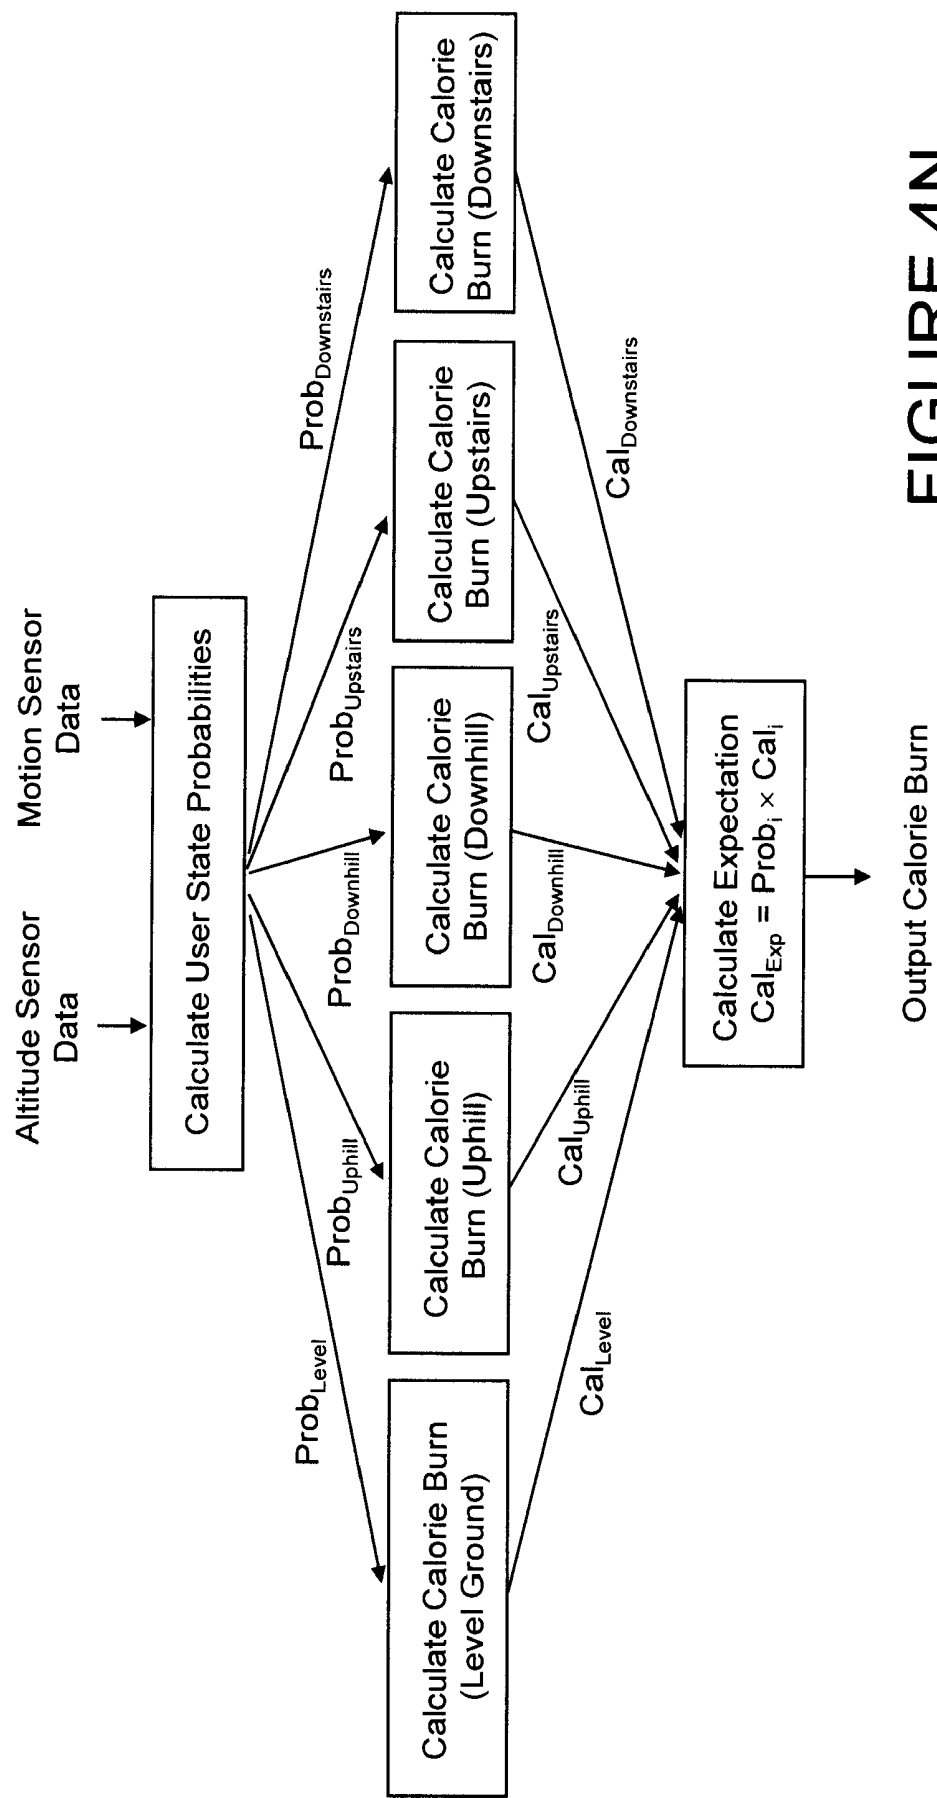 Altitude Sensor
Data
Motion Sensor
Data
Calculate User State Probabilities
Prob_Level
Prob_Uphill
Prob_Downhill
Prob_Upstairs
Prob_Downstairs
Calculate Calorie Burn
(Level Ground)
Calculate Calorie
Burn (Uphill)
Calculate Calorie
Burn (Downhill)
Calculate Calorie
Burn (Upstairs)
Calculate Calorie
Burn (Downstairs)
Cal_Level
Cal_Uphill
Cal_Downhill
Cal_Upstairs
Cal_Downstairs
Calculate Expectation
Cal_Exp = Prob_i × Cal_i
Output Calorie Burn
FIGURE 4N